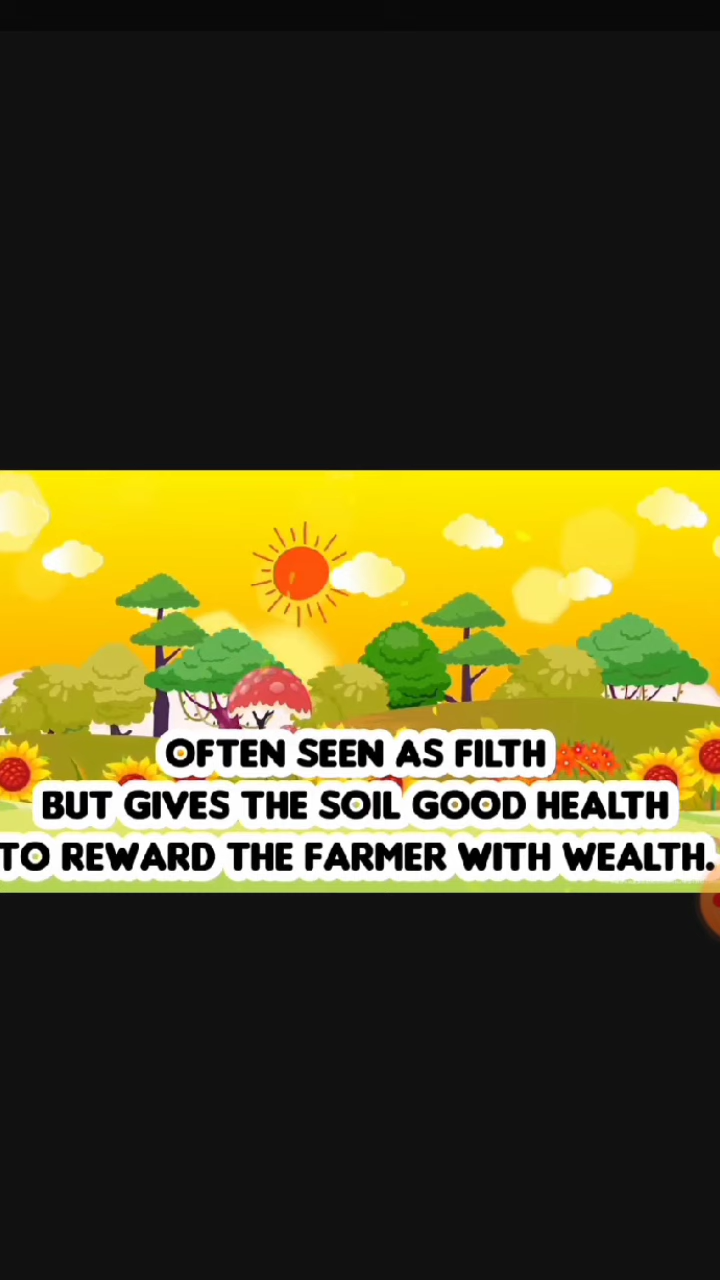 OFTEN SEEN AS FILTH
BUT GIVES THE SOIL GOOD HEALTH
TO REWARD THE FARMER WITH WEALTH.